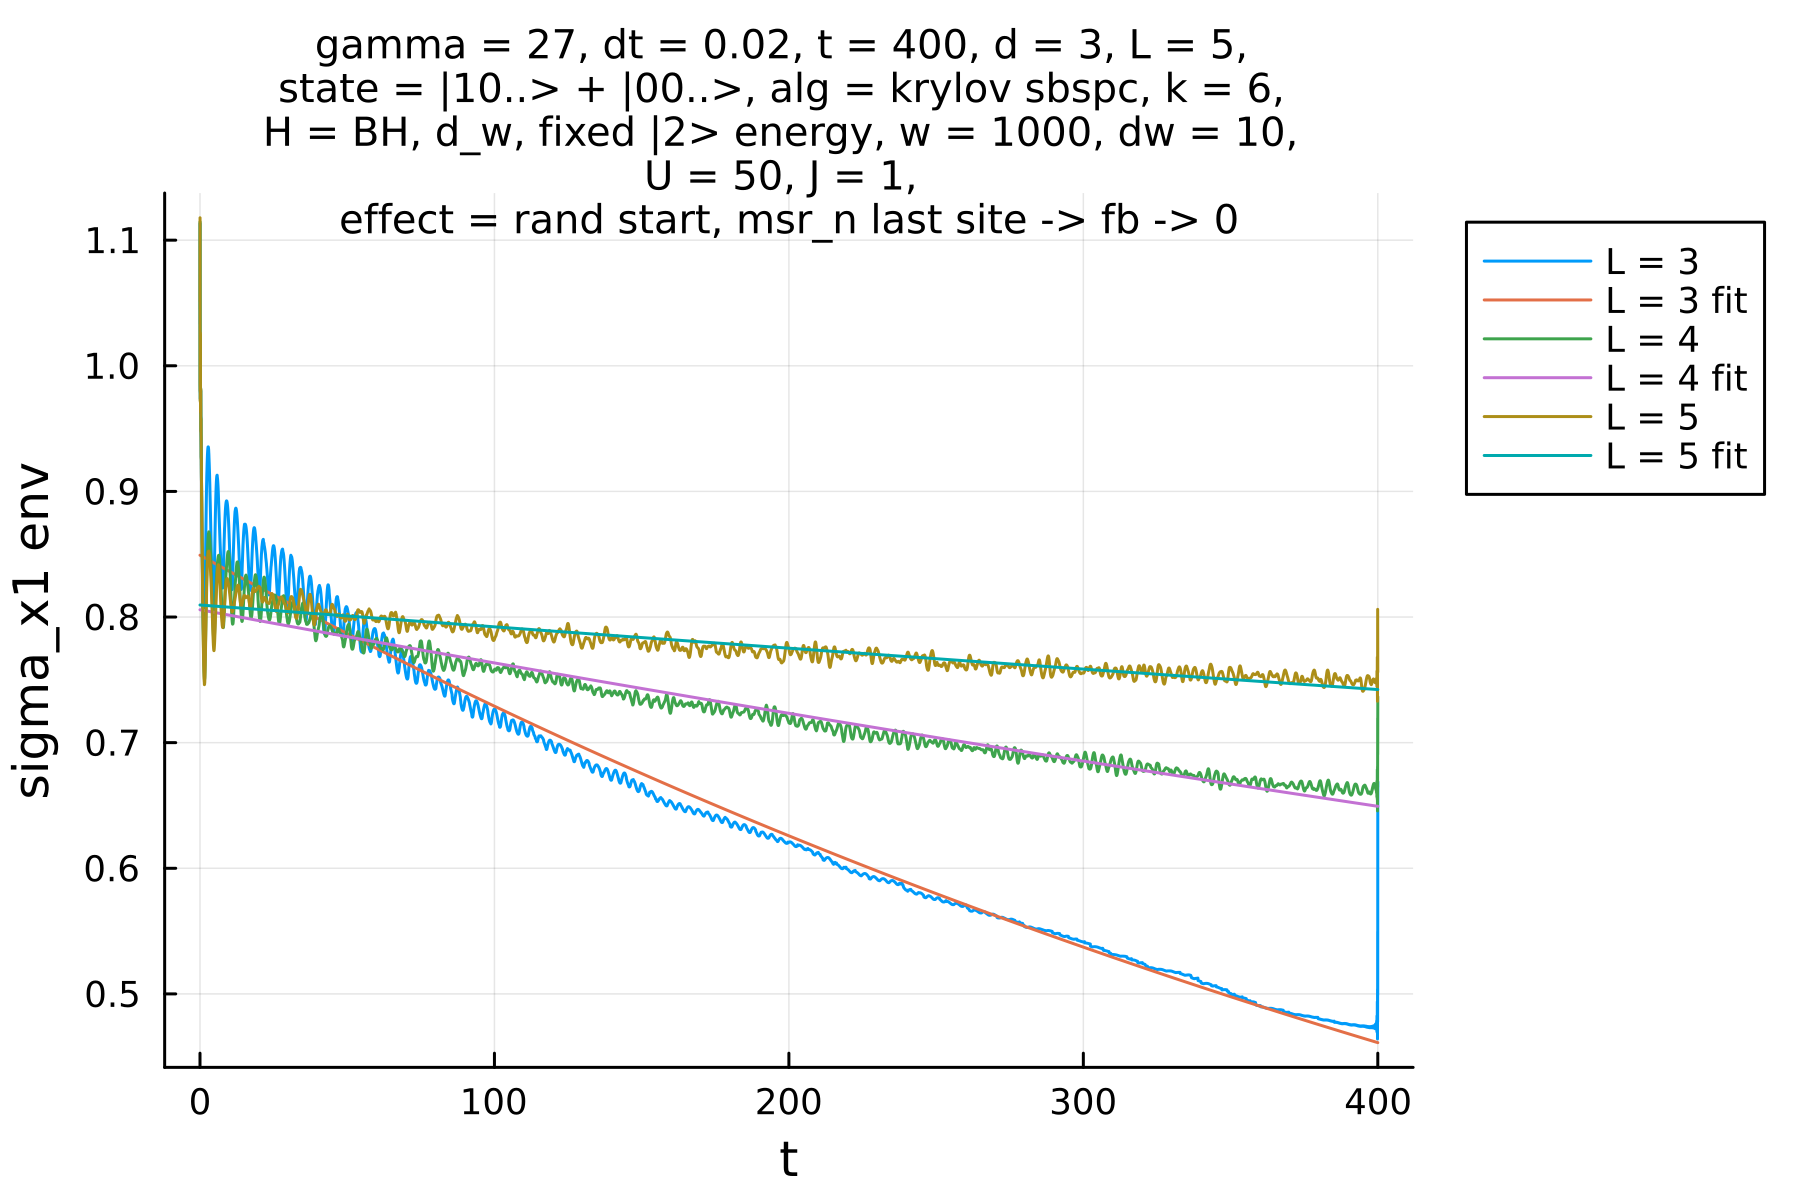 gamma = 27, dt = 0.02, t = 400, d = 3, L = 5,
state = |10..> + |00..>, alg = krylov sbspc, k = 6,
H = BH, d_w, fixed |2> energy, w = 1000, dw = 10,
U = 50, J = 1,
effect = rand start, msr_n last site -> fb -> 0
sigma_x1 env
1.1
1.0
0.9
0.8
0.7
0.6
0.5
0
100
200
300
400
t
L = 3
L = 3 fit
L = 4
L = 4 fit
L = 5
L = 5 fit